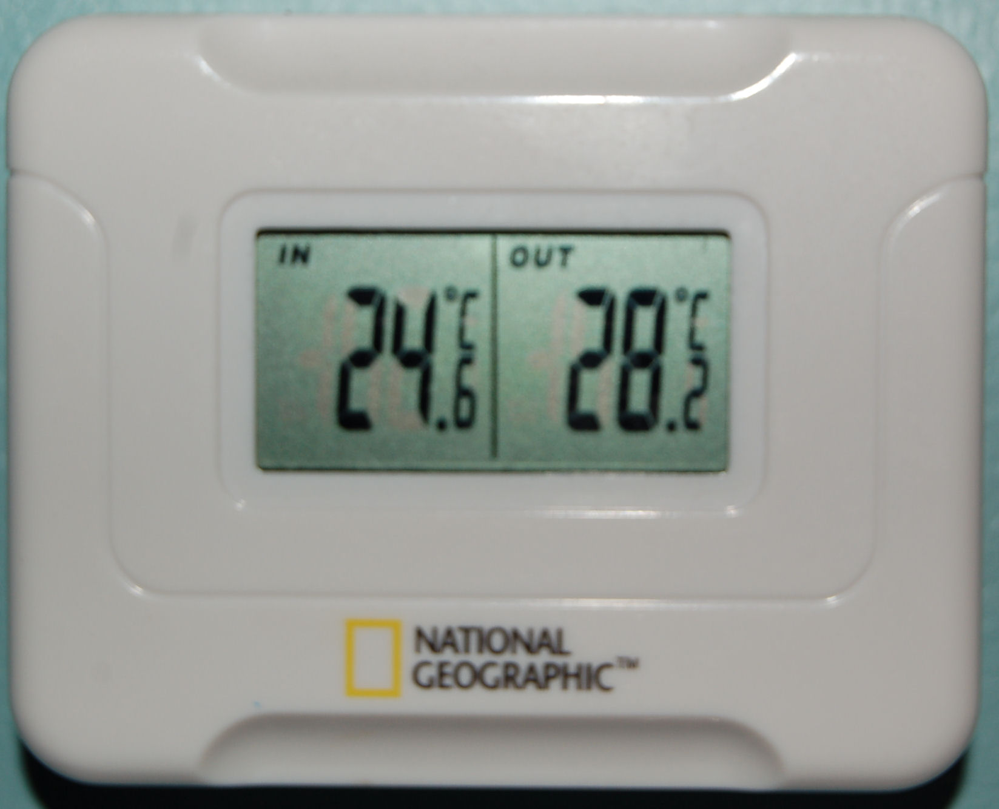 IN
24.6 °C
OUT
28.2 °C
NATIONAL
GEOGRAPHIC™